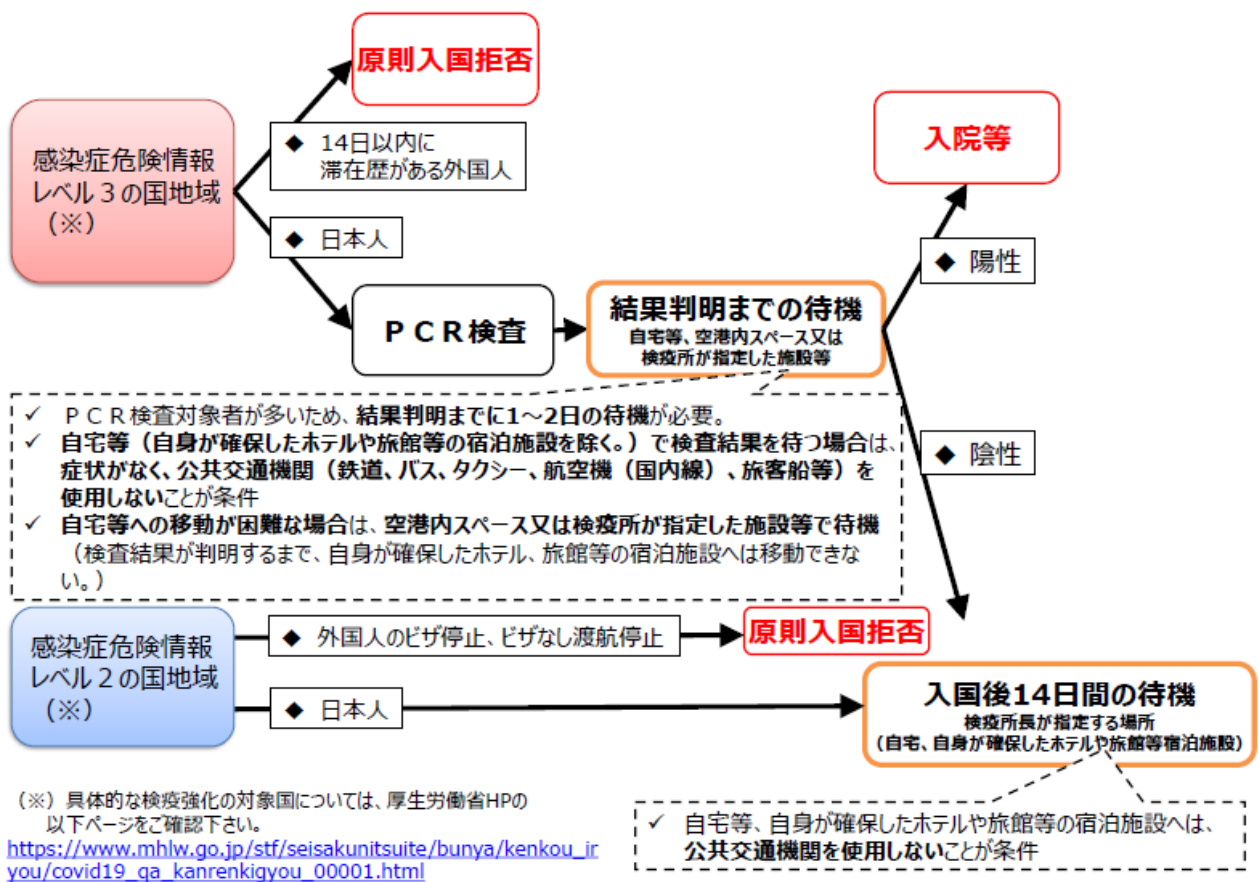 原則入国拒否
感染症危険情報
レベル３の国地域
（※）
◆ 14日以内に
滞在歴がある外国人
◆ 日本人
ＰＣＲ検査
結果判明までの待機
自宅等、空港内スペース又は
検疫所が指定した施設等
入院等
◆ 陽性
◆ 陰性
✓ ＰＣＲ検査対象者が多いため、結果判明までに1～2日の待機が必要。
✓ 自宅等（自身が確保したホテルや旅館等の宿泊施設を除く。）で検査結果を待つ場合は、
症状がなく、公共交通機関（鉄道、バス、タクシー、航空機（国内線）、旅客船等）を
使用しないことが条件
✓ 自宅等への移動が困難な場合は、空港内スペース又は検疫所が指定した施設等で待機
（検査結果が判明するまで、自身が確保したホテル、旅館等の宿泊施設へは移動できな
い。）
感染症危険情報
レベル２の国地域
（※）
◆ 外国人のビザ停止、ビザなし渡航停止
原則入国拒否
◆ 日本人
入国後14日間の待機
検疫所長が指定する場所
（自宅、自身が確保したホテルや旅館等宿泊施設）
✓ 自宅等、自身が確保したホテルや旅館等の宿泊施設へは、
公共交通機関を使用しないことが条件
（※）具体的な検疫強化の対象国については、厚生労働省HPの
以下ページをご確認下さい。
https://www.mhlw.go.jp/stf/seisakunitsuite/bunya/kenkou_ir
you/covid19_qa_kanrenkigyou_00001.html